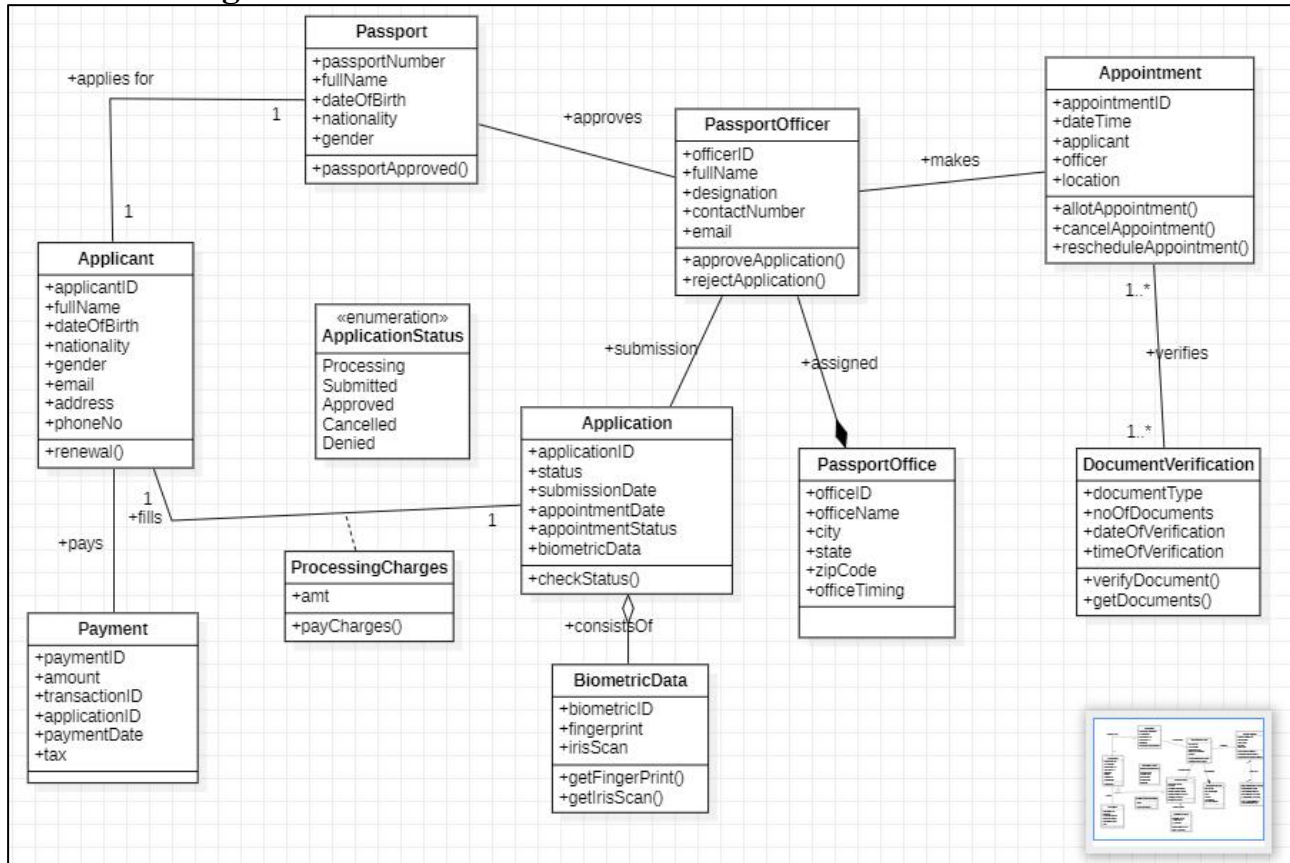 Passport
+passportNumber
+fullName
+dateOfBirth
+nationality
+gender
+passportApproved()
+applies for
1
1
+approves
PassportOfficer
+officerID
+fullName
+designation
+contactNumber
+email
+approveApplication()
+rejectApplication()
+makes
Appointment
+appointmentID
+dateTime
+applicant
+officer
+location
+allotAppointment()
+cancelAppointment()
+rescheduleAppointment()
1..*
+verifies
1..*
Applicant
+applicantID
+fullName
+dateOfBirth
+nationality
+gender
+email
+address
+phoneNo
+renewal()
«enumeration»
ApplicationStatus
Processing
Submitted
Approved
Cancelled
Denied
+submission
+assigned
Application
+applicationID
+status
+submissionDate
+appointmentDate
+appointmentStatus
+biometricData
+checkStatus()
PassportOffice
+officeID
+officeName
+city
+state
+zipCode
+officeTiming
DocumentVerification
+documentType
+noOfDocuments
+dateOfVerification
+timeOfVerification
+verifyDocument()
+getDocuments()
1
+fills
1
+pays
ProcessingCharges
+amt
+payCharges()
+consistsOf
Payment
+paymentID
+amount
+transactionID
+applicationID
+paymentDate
+tax
BiometricData
+biometricID
+fingerprint
+irisScan
+getFingerPrint()
+getIrisScan()